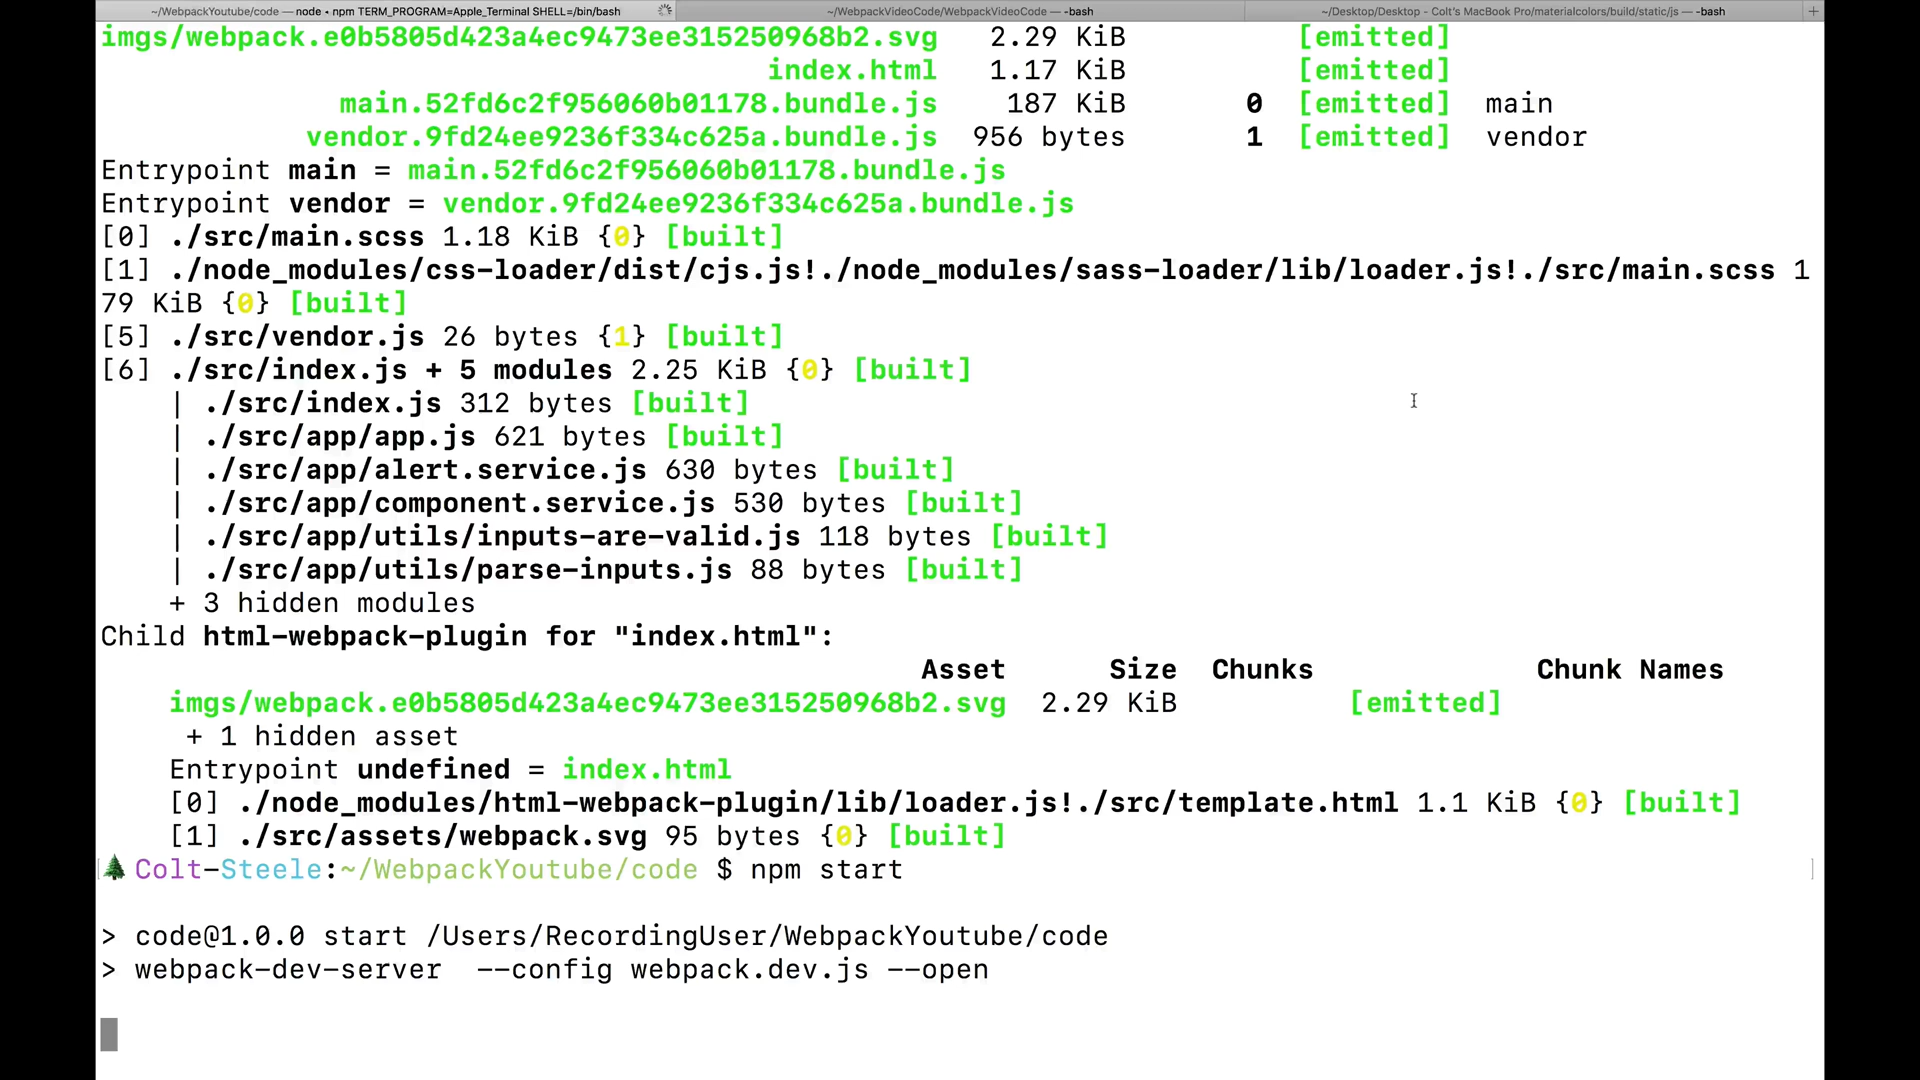 ~/WebpackYoutube/code — node ◂ npm TERM_PROGRAM=Apple_Terminal SHELL=/bin/bash
~/WebpackVideoCode/WebpackVideoCode — -bash
~/Desktop/Desktop - Colt's MacBook Pro/materialcolors/build/static/js — -bash
+
imgs/webpack.e0b5805d423a4ec9473ee315250968b2.svg 2.29 KiB [emitted]
index.html 1.17 KiB [emitted]
main.52fd6c2f956060b01178.bundle.js 187 KiB 0 [emitted] main
vendor.9fd24ee9236f334c625a.bundle.js 956 bytes 1 [emitted] vendor
Entrypoint main = main.52fd6c2f956060b01178.bundle.js
Entrypoint vendor = vendor.9fd24ee9236f334c625a.bundle.js
[0] ./src/main.scss 1.18 KiB {0} [built]
[1] ./node_modules/css-loader/dist/cjs.js!./node_modules/sass-loader/lib/loader.js!./src/main.scss 1
79 KiB {0} [built]
[5] ./src/vendor.js 26 bytes {1} [built]
[6] ./src/index.js + 5 modules 2.25 KiB {0} [built]
| ./src/index.js 312 bytes [built]
| ./src/app/app.js 621 bytes [built]
| ./src/app/alert.service.js 630 bytes [built]
| ./src/app/component.service.js 530 bytes [built]
| ./src/app/utils/inputs-are-valid.js 118 bytes [built]
| ./src/app/utils/parse-inputs.js 88 bytes [built]
+ 3 hidden modules
Child html-webpack-plugin for "index.html":
Asset Size Chunks Chunk Names
imgs/webpack.e0b5805d423a4ec9473ee315250968b2.svg 2.29 KiB [emitted]
+ 1 hidden asset
Entrypoint undefined = index.html
[0] ./node_modules/html-webpack-plugin/lib/loader.js!./src/template.html 1.1 KiB {0} [built]
[1] ./src/assets/webpack.svg 95 bytes {0} [built]
[🌲Colt-Steele:~/WebpackYoutube/code $ npm start ]
> code@1.0.0 start /Users/RecordingUser/WebpackYoutube/code
> webpack-dev-server --config webpack.dev.js --open